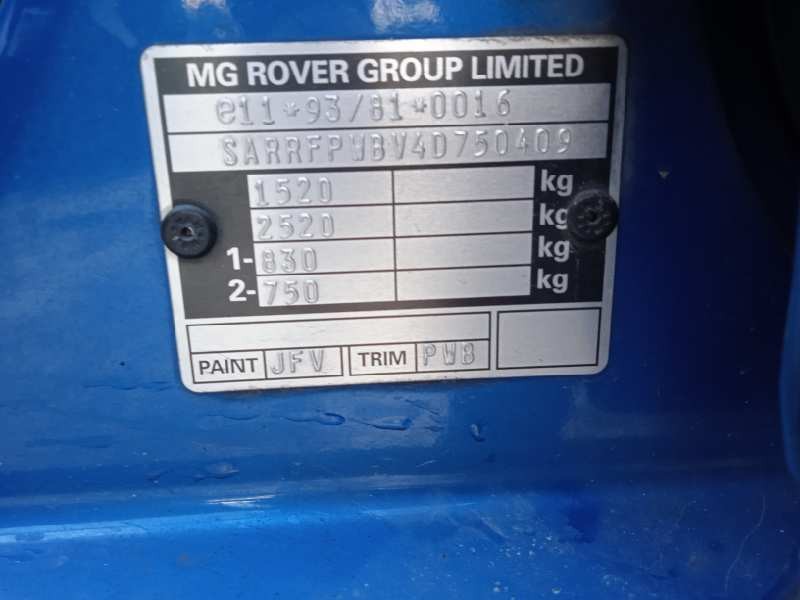 MG ROVER GROUP LIMITED
e11*93/81*0016
SARRFPWBV4D750409
1520 kg
2520 kg
1-830 kg
2-750 kg
PAINT JFV TRIM PWB